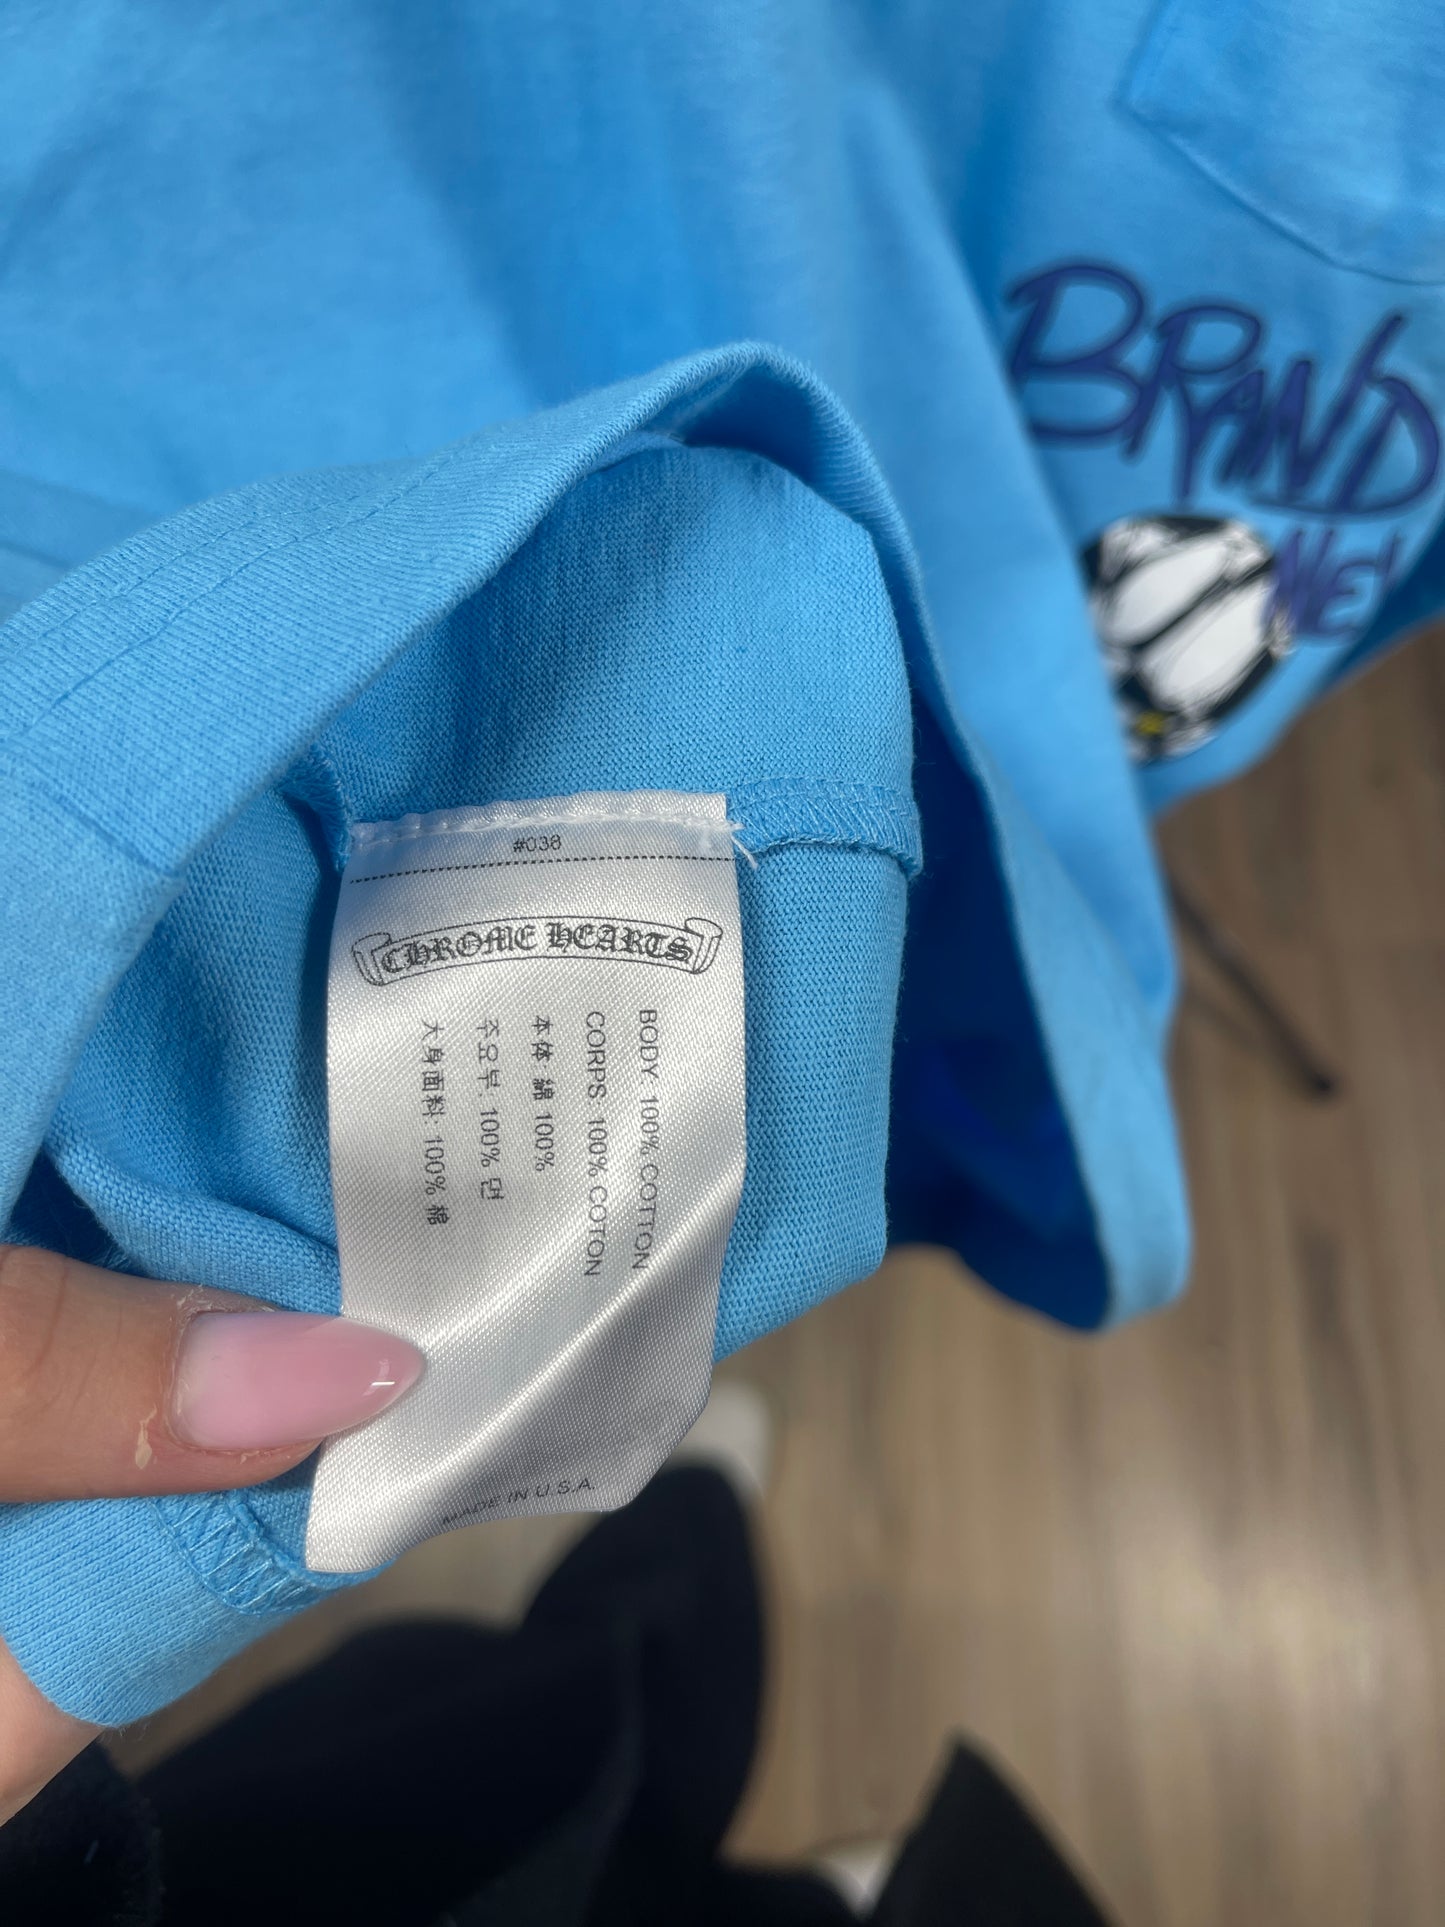 #038
CHROME HEARTS
BODY: 100% COTTON
CORPS: 100% COTON
本体: 綿 100%
주요부: 100% 면
大身面料: 100% 棉
MADE IN U.S.A.
BRAND
NE